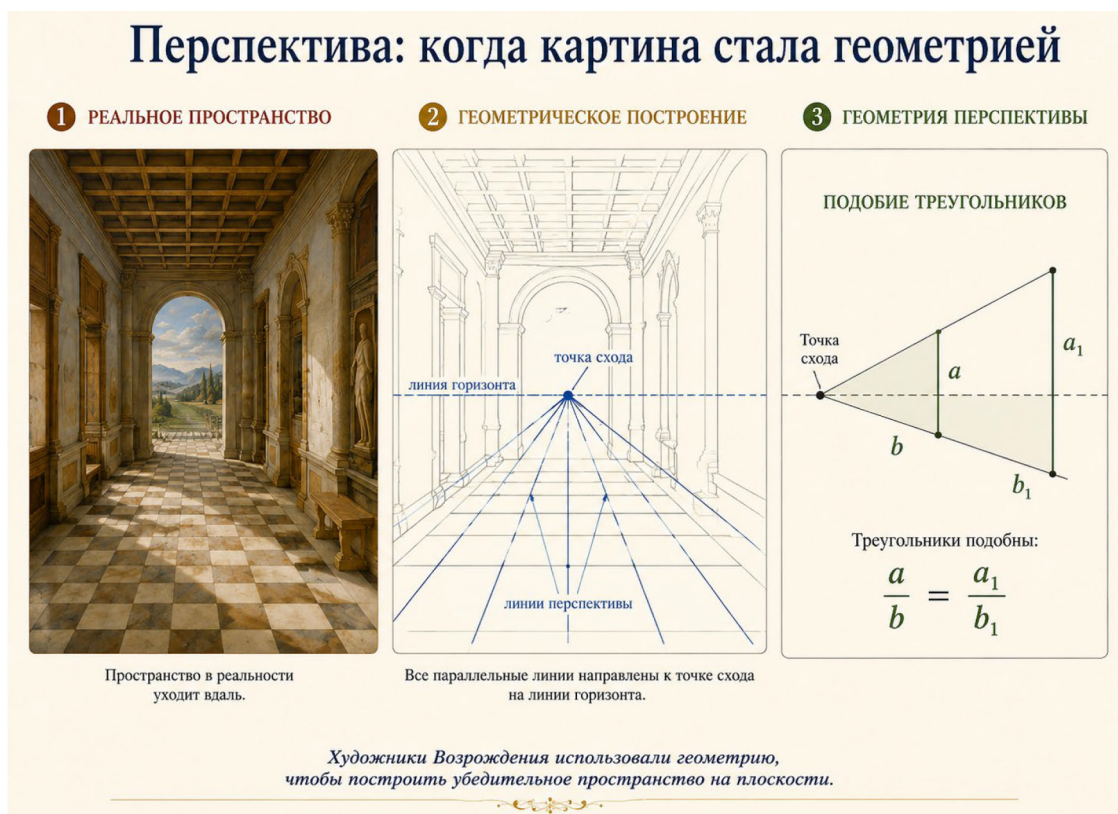 Перспектива: когда картина стала геометрией
1 РЕАЛЬНОЕ ПРОСТРАНСТВО
2 ГЕОМЕТРИЧЕСКОЕ ПОСТРОЕНИЕ
3 ГЕОМЕТРИЯ ПЕРСПЕКТИВЫ
точка схода
линия горизонта
линии перспективы
ПОДОБИЕ ТРЕУГОЛЬНИКОВ
Точка
схода
a
a₁
b
b₁
Треугольники подобны:
a/b = a₁/b₁
Пространство в реальности
уходит вдаль.
Все параллельные линии направлены к точке схода
на линии горизонта.
Художники Возрождения использовали геометрию,
чтобы построить убедительное пространство на плоскости.